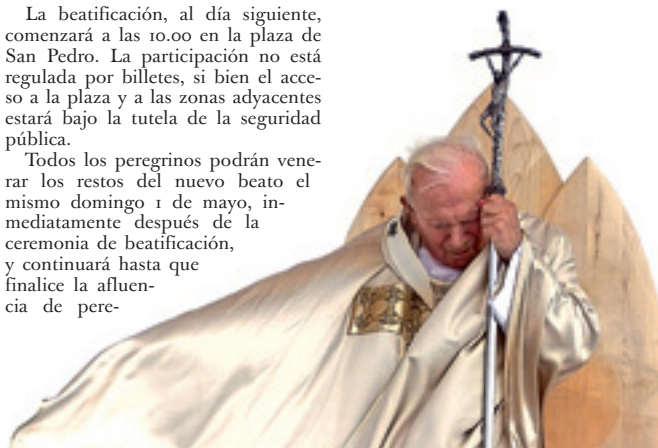 La beatificación, al día siguiente,
comenzará a las 10.00 en la plaza de
San Pedro. La participación no está
regulada por billetes, si bien el acce-
so a la plaza y a las zonas adyacentes
estará bajo la tutela de la seguridad
pública.
Todos los peregrinos podrán vene-
rar los restos del nuevo beato el
mismo domingo 1 de mayo, in-
mediatamente después de la
ceremonia de beatificación,
y continuará hasta que
finalice la afluen-
cia de pere-